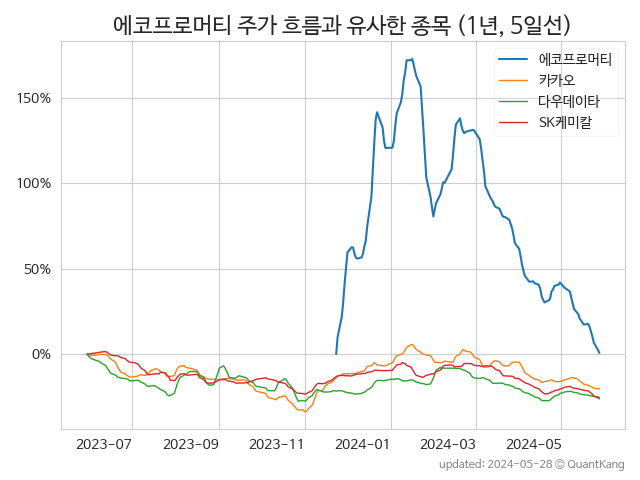 에코프로머티 주가 흐름과 유사한 종목 (1년, 5일선)
에코프로머티
카카오
다우데이타
SK케미칼
150%
100%
50%
0%
2023-07 2023-09 2023-11 2024-01 2024-03 2024-05
updated: 2024-05-28 © QuantKang